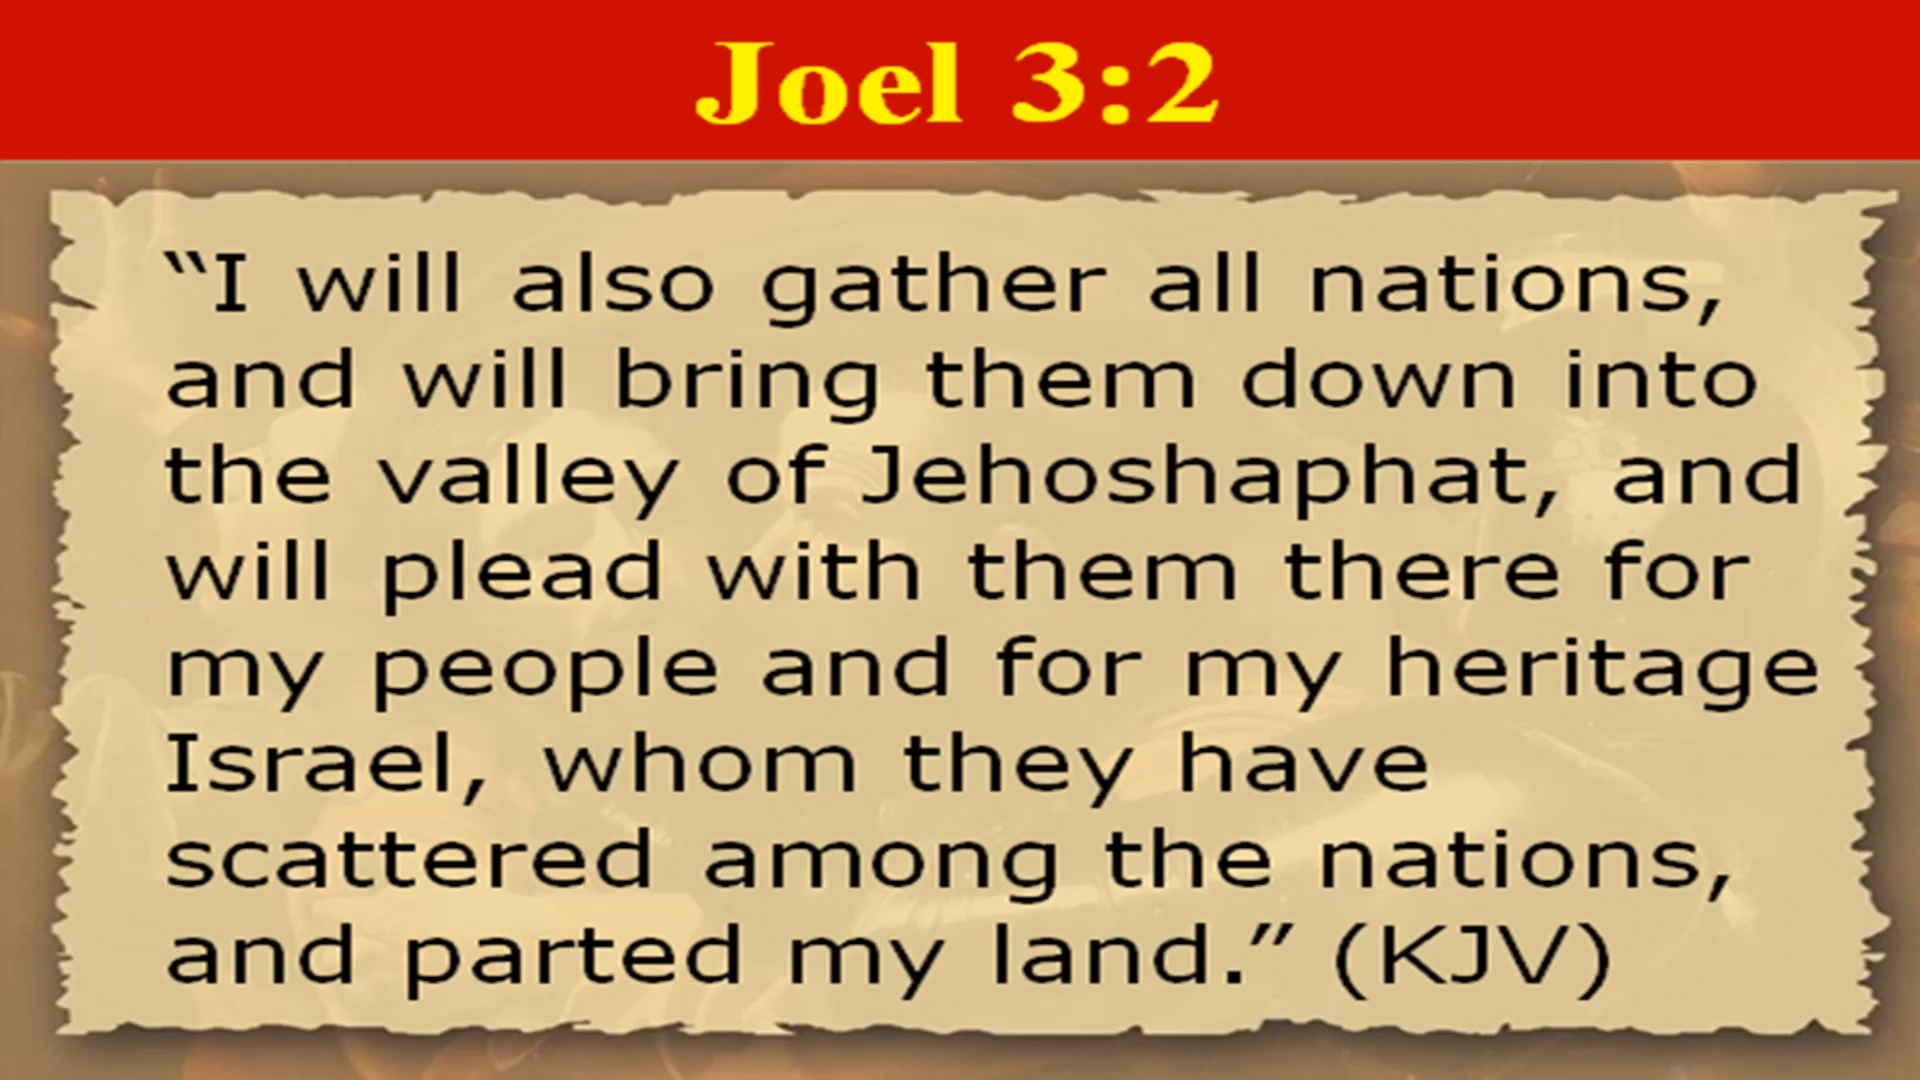 Joel 3:2
“I will also gather all nations,
and will bring them down into
the valley of Jehoshaphat, and
will plead with them there for
my people and for my heritage
Israel, whom they have
scattered among the nations,
and parted my land.” (KJV)